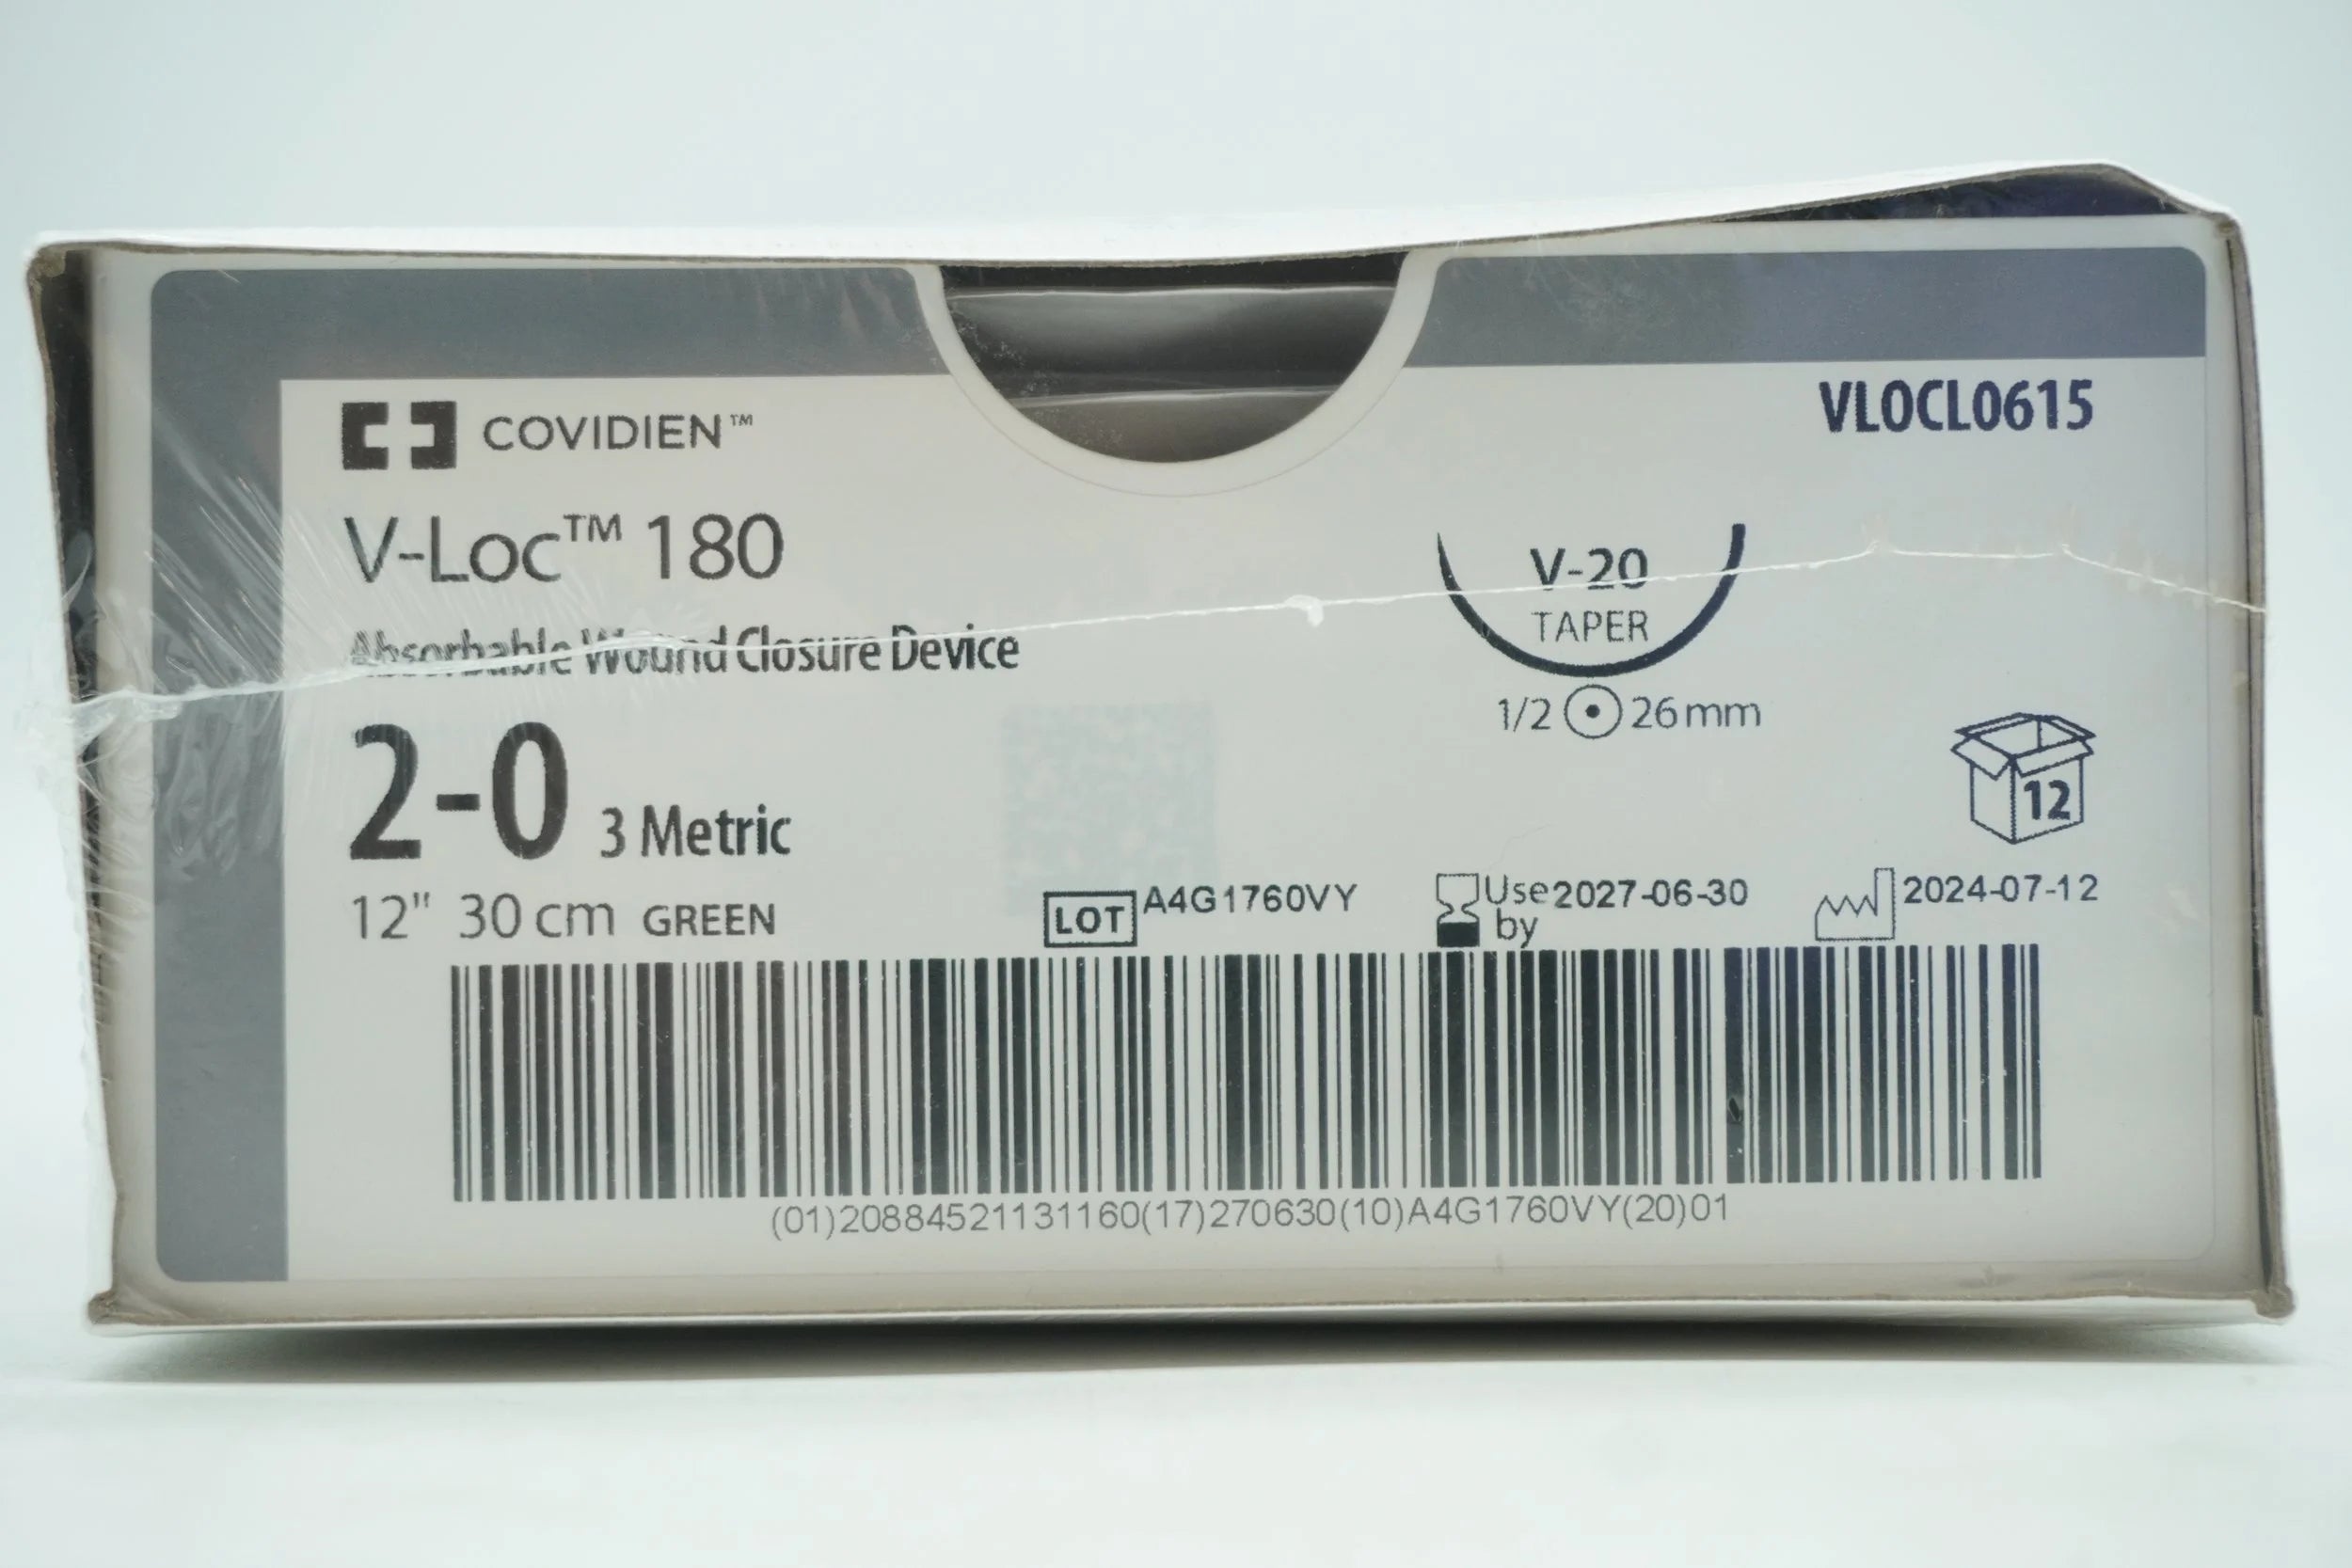 COVIDIEN™
VLOCL0615
V-Loc™ 180
V-20
TAPER
Absorbable Wound Closure Device
1/2 26 mm
2-0 3 Metric
12
12" 30 cm GREEN
LOT A4G1760VY
Use by 2027-06-30
2024-07-12
(01)20884521131160(17)270630(10)A4G1760VY(20)01